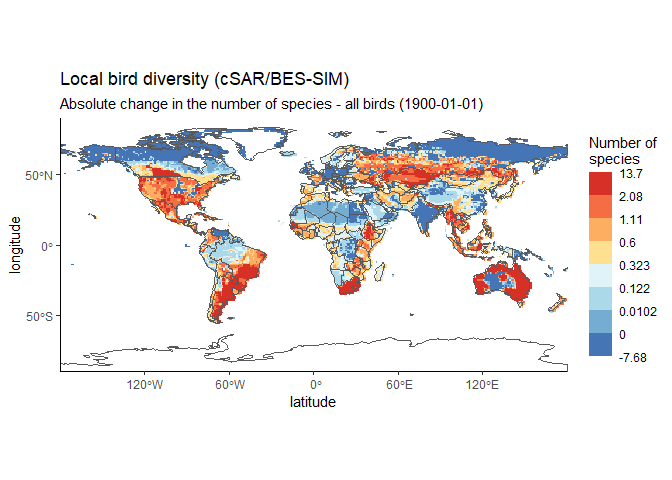 Local bird diversity (cSAR/BES-SIM)
Absolute change in the number of species - all birds (1900-01-01)
Number of
species
13.7
2.08
1.11
0.6
0.323
0.122
0.0102
0
-7.68
50°N
0°
50°S
longitude
120°W
60°W
0°
60°E
120°E
latitude